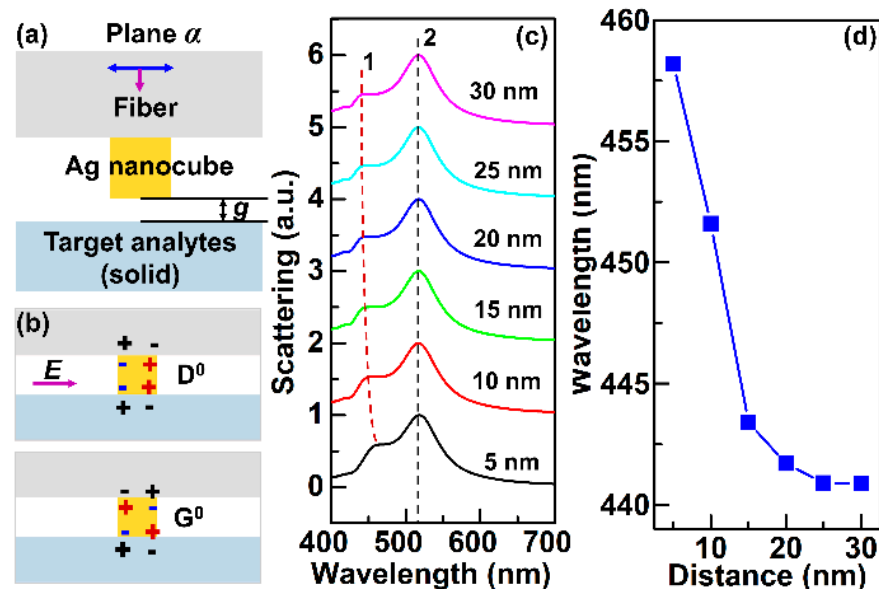 (a)
Plane α
Fiber
Ag nanocube
g
Target analytes
(solid)
(b)
+ -
- +
E
D⁰
- +
+ -
- +
+ -
G⁰
- +
+ -
(c)
1
2
6
5
4
3
2
1
0
30 nm
25 nm
20 nm
15 nm
10 nm
5 nm
Scattering (a.u.)
400 500 600 700
Wavelength (nm)
(d)
460
455
450
445
440
Wavelength (nm)
10 20 30
Distance (nm)